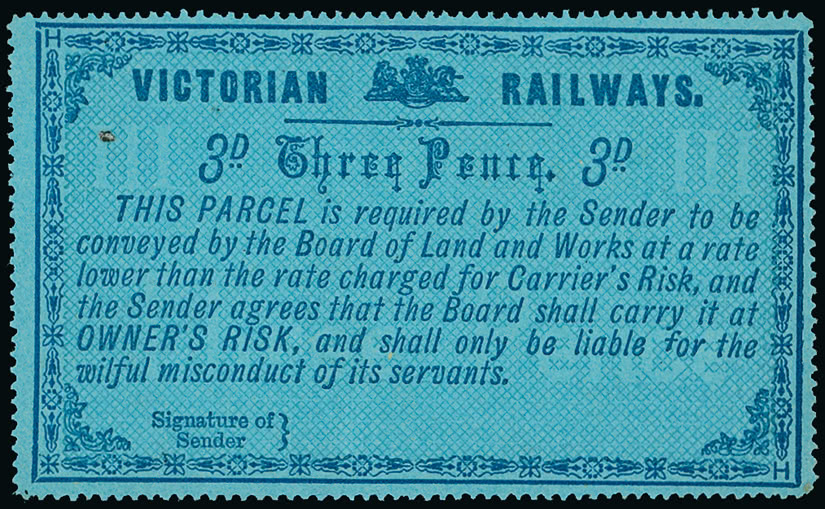 H
VICTORIAN RAILWAYS.
3D Three Pence. 3D
THIS PARCEL is required by the Sender to be
conveyed by the Board of Land and Works at a rate
lower than the rate charged for Carrier's Risk, and
the Sender agrees that the Board shall carry it at
OWNER'S RISK, and shall only be liable for the
wilful misconduct of its servants.
Signature of
Sender }
H